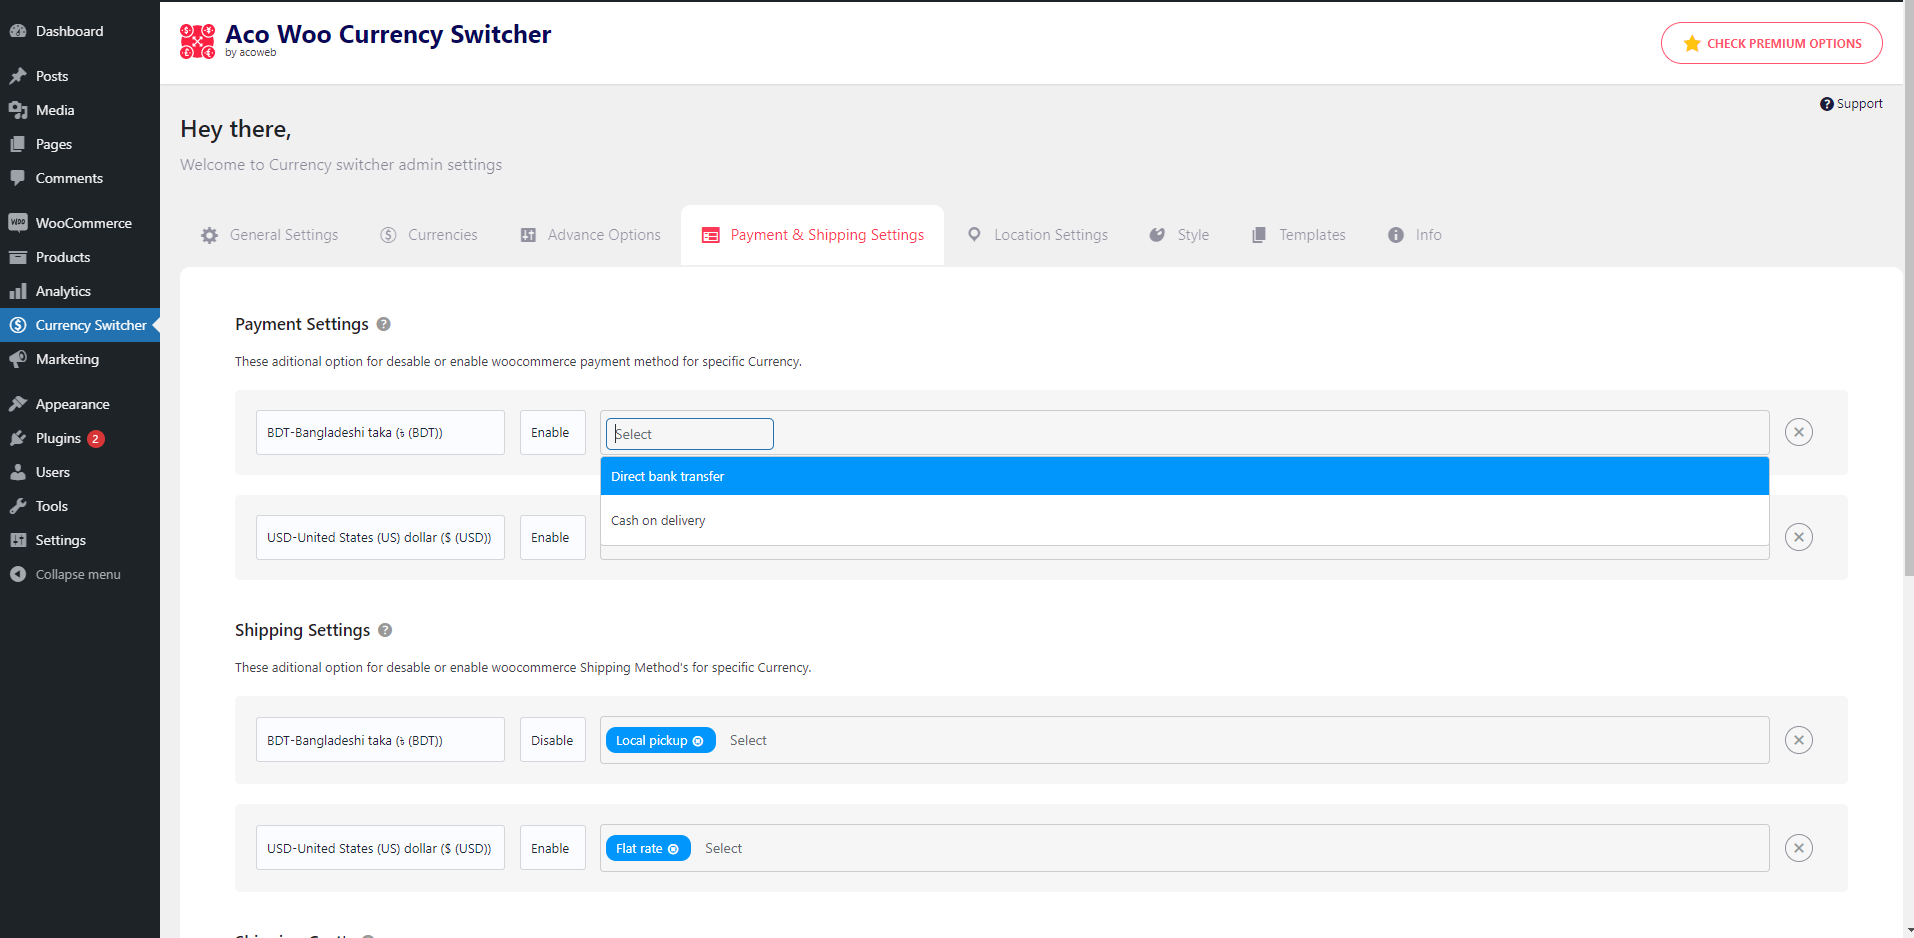 Dashboard
Posts
Media
Pages
Comments
WOO WooCommerce
Products
Analytics
Currency Switcher
Marketing
Appearance
Plugins 2
Users
Tools
Settings
Collapse menu
Aco Woo Currency Switcher
by acoweb
CHECK PREMIUM OPTIONS
Support
Hey there,
Welcome to Currency switcher admin settings
General Settings
Currencies
Advance Options
Payment & Shipping Settings
Location Settings
Style
Templates
Info
Payment Settings
These aditional option for desable or enable woocommerce payment method for specific Currency.
BDT-Bangladeshi taka (৳ (BDT))
Enable
Select
Direct bank transfer
Cash on delivery
USD-United States (US) dollar ($ (USD))
Enable
Shipping Settings
These aditional option for desable or enable woocommerce Shipping Method's for specific Currency.
BDT-Bangladeshi taka (৳ (BDT))
Disable
Local pickup
Select
USD-United States (US) dollar ($ (USD))
Enable
Flat rate
Select